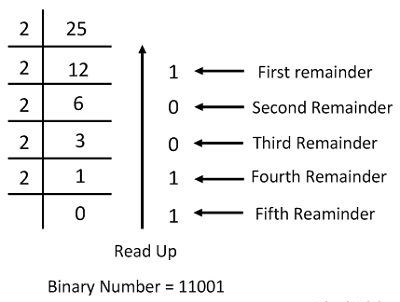 2 25
2 12 1 First remainder
2 6 0 Second Remainder
2 3 0 Third Remainder
2 1 1 Fourth Remainder
0 1 Fifth Reaminder
Read Up
Binary Number = 11001